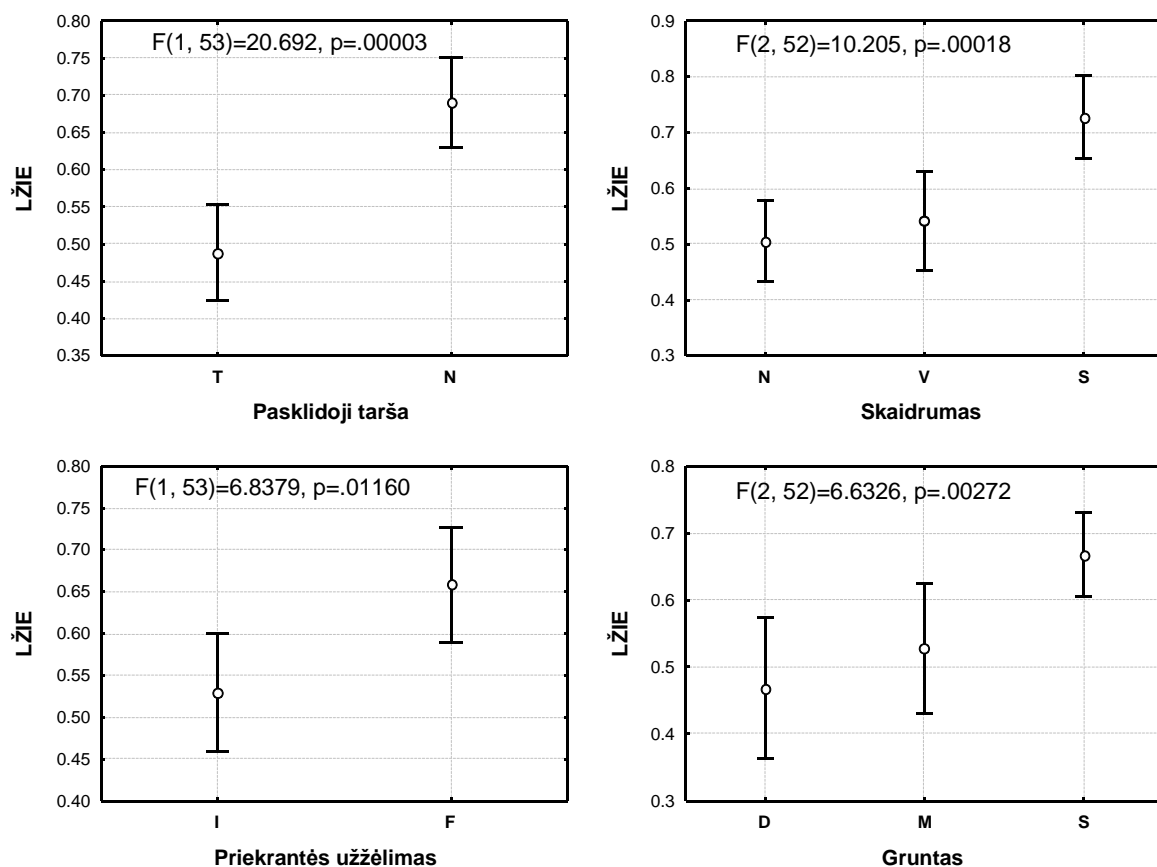 F(1, 53)=20.692, p=.00003
0.80
0.75
0.70
0.65
0.60
0.55
0.50
0.45
0.40
0.35
LŽIE
T N
Pasklidoji tarša
F(2, 52)=10.205, p=.00018
0.9
0.8
0.7
0.6
0.5
0.4
0.3
LŽIE
N V S
Skaidrumas
F(1, 53)=6.8379, p=.01160
0.80
0.75
0.70
0.65
0.60
0.55
0.50
0.45
0.40
LŽIE
I F
Priekrantės užžėlimas
F(2, 52)=6.6326, p=.00272
0.8
0.7
0.6
0.5
0.4
0.3
LŽIE
D M S
Gruntas